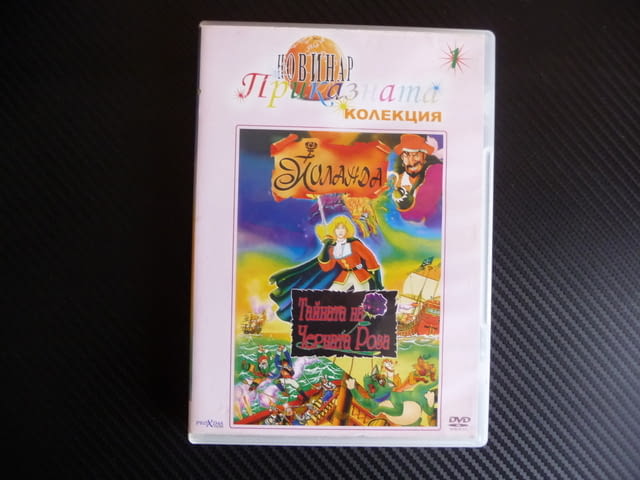 НОВИНАР
1
Приказната
КОЛЕКЦИЯ
Йоланда
Тайната на
Черната Роза
DVD